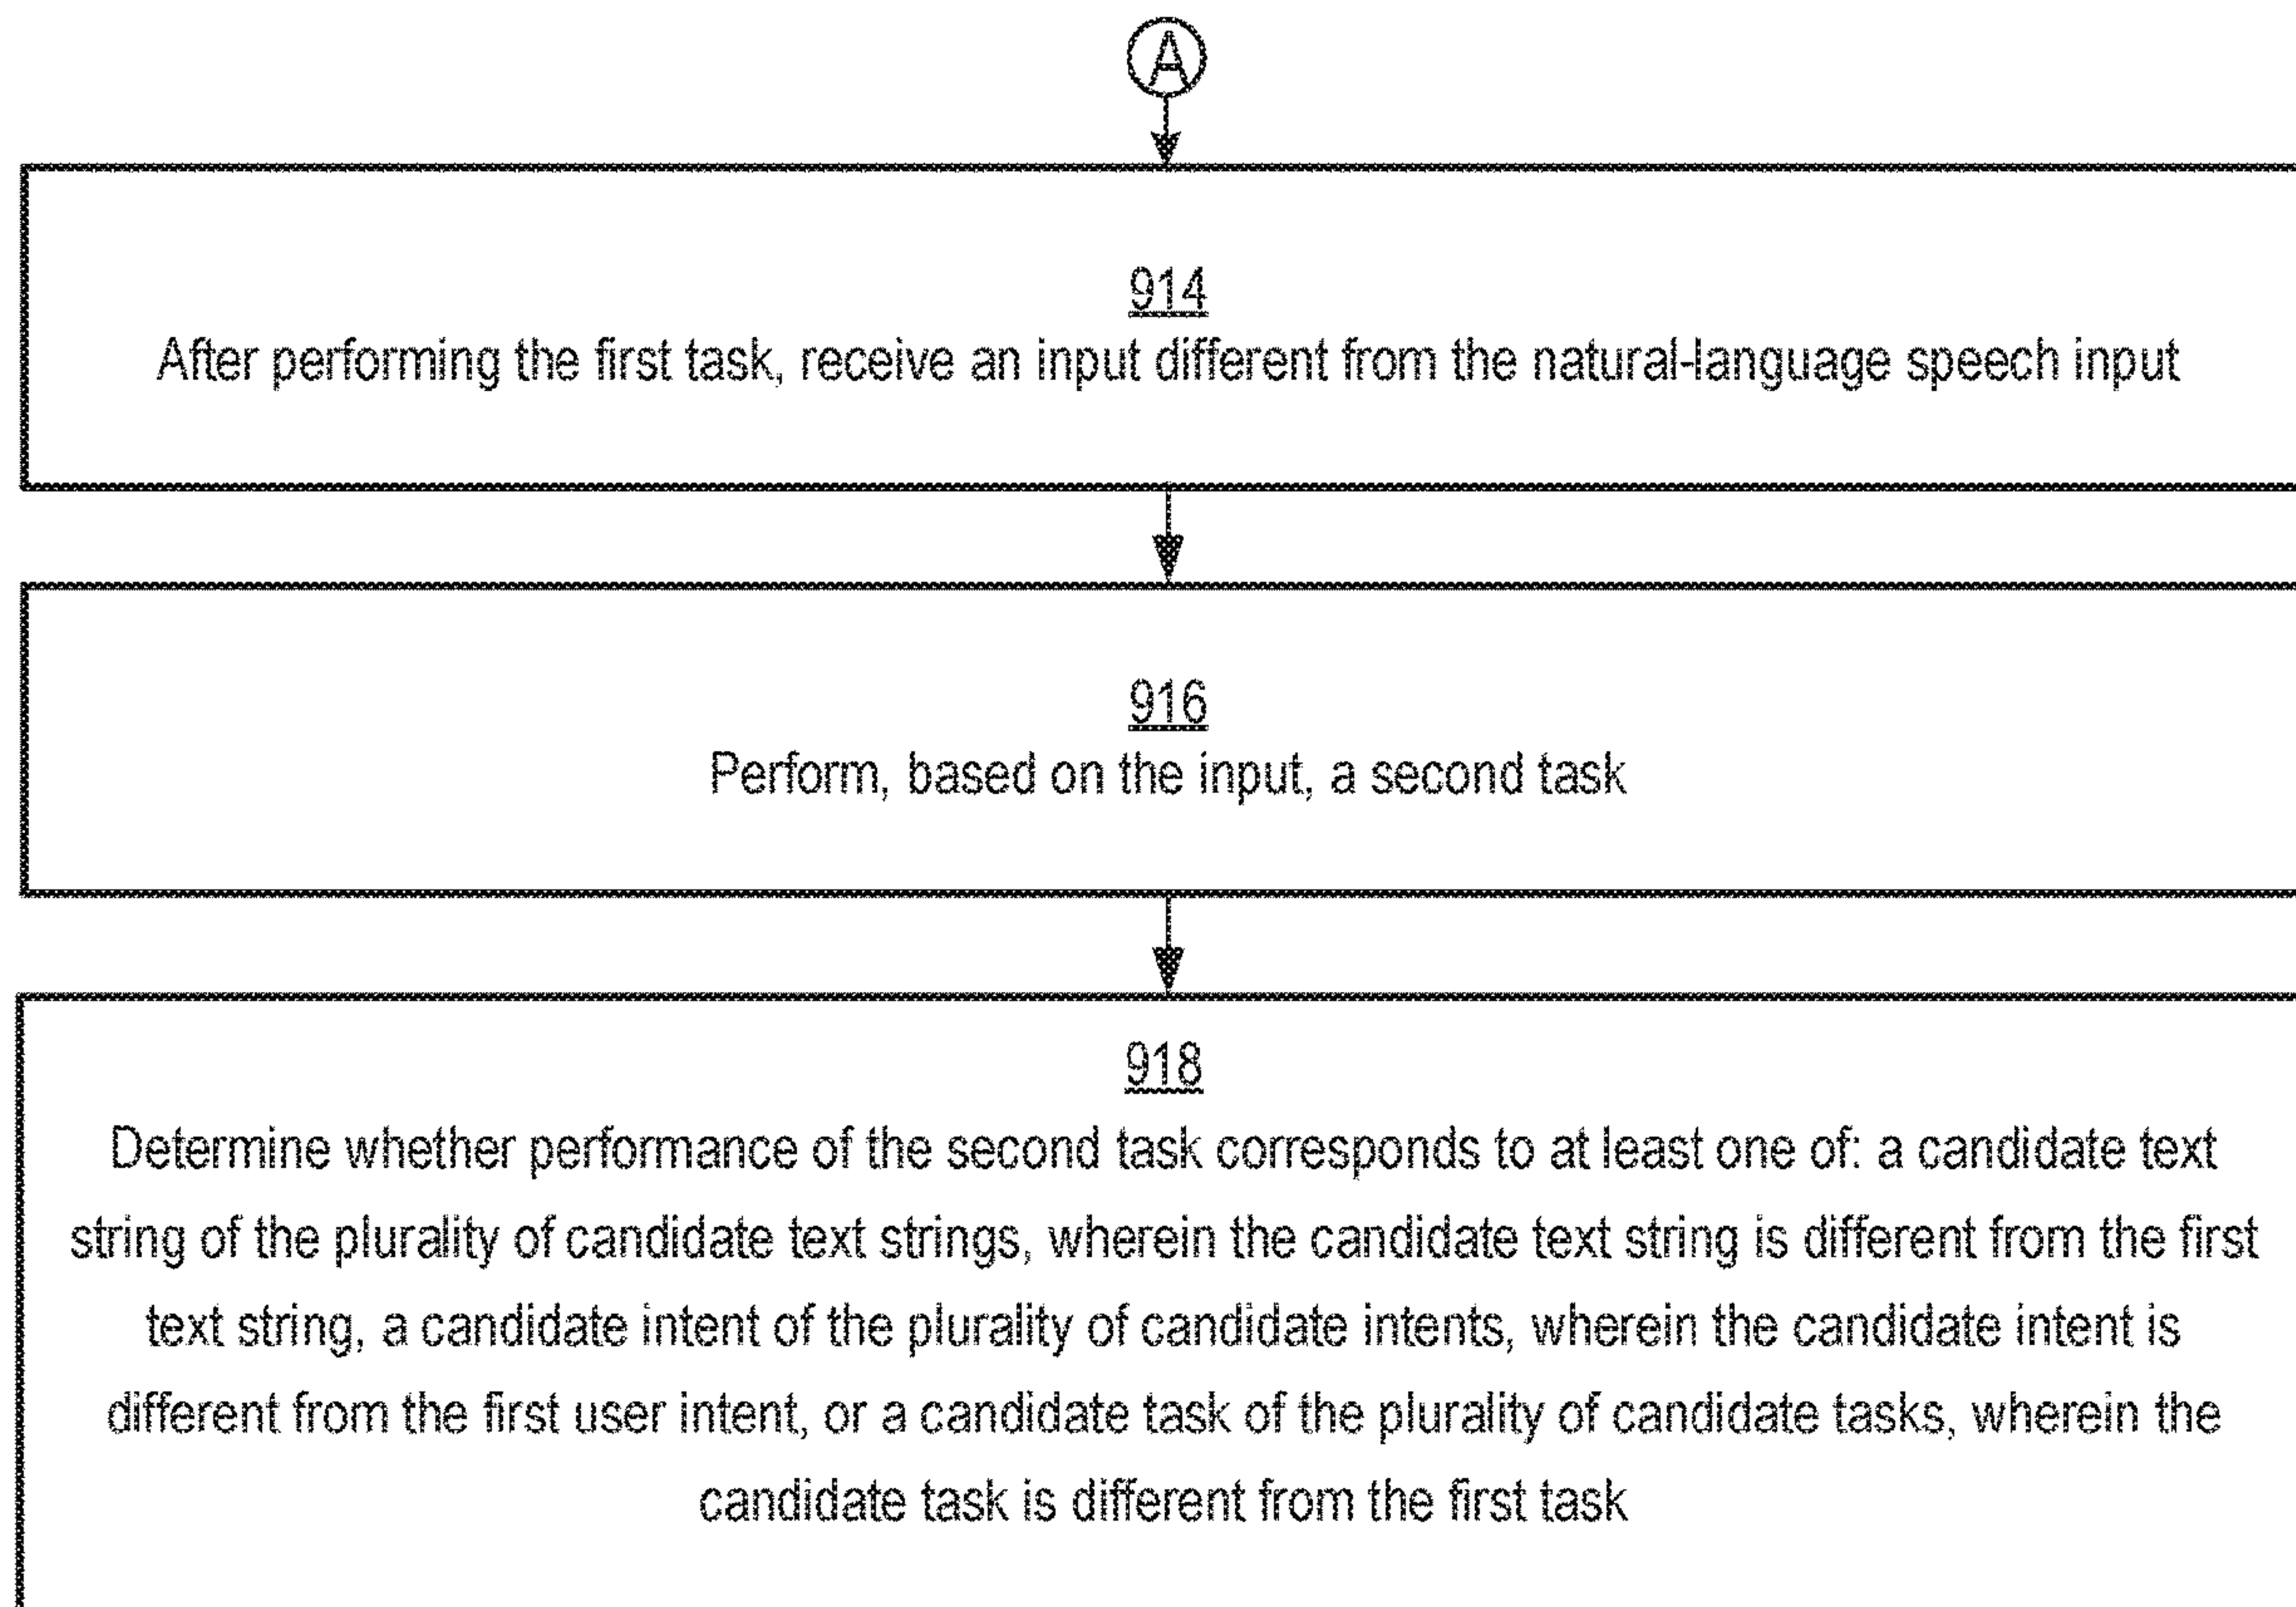 A
914
After performing the first task, receive an input different from the natural-language speech input
916
Perform, based on the input, a second task
918
Determine whether performance of the second task corresponds to at least one of: a candidate text
string of the plurality of candidate text strings, wherein the candidate text string is different from the first
text string, a candidate intent of the plurality of candidate intents, wherein the candidate intent is
different from the first user intent, or a candidate task of the plurality of candidate tasks, wherein the
candidate task is different from the first task